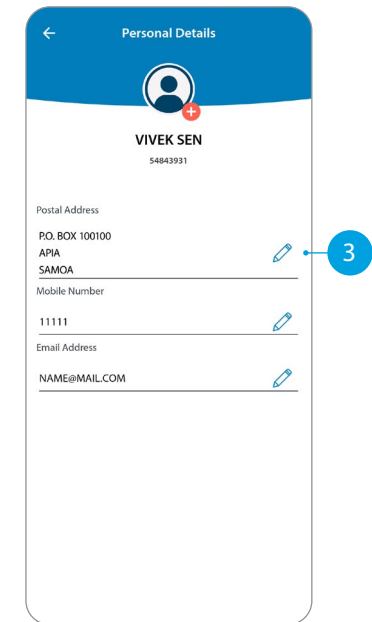 Personal Details
VIVEK SEN
54843931
Postal Address
P.O. BOX 100100
APIA
SAMOA
3
Mobile Number
11111
Email Address
NAME@MAIL.COM